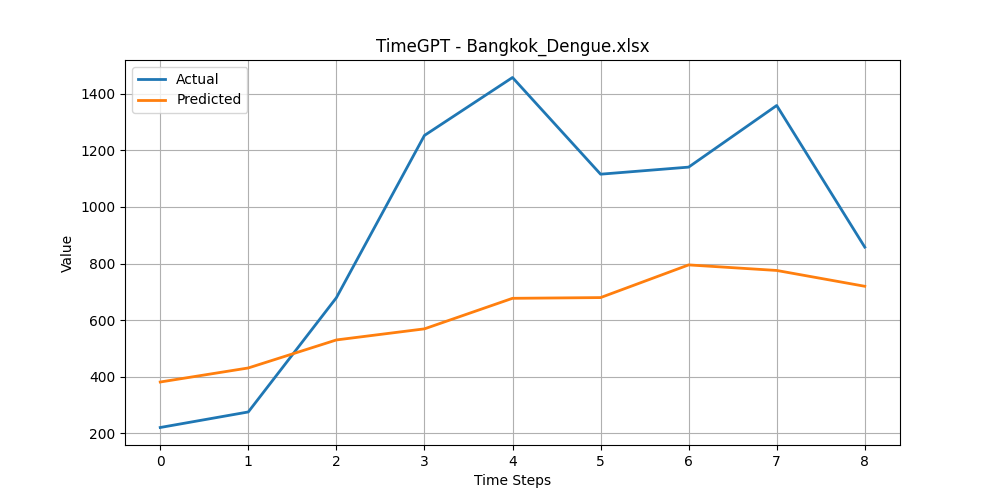 TimeGPT - Bangkok_Dengue.xlsx
Actual
Predicted
1400
1200
1000
800
600
400
200
Value
0 1 2 3 4 5 6 7 8
Time Steps